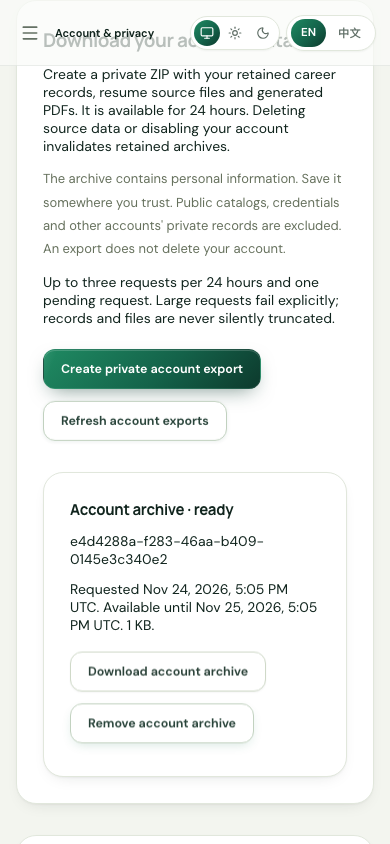 Account & privacy
EN
中文
Download your ac
Create a private ZIP with your retained career
records, resume source files and generated
PDFs. It is available for 24 hours. Deleting
source data or disabling your account
invalidates retained archives.
The archive contains personal information. Save it
somewhere you trust. Public catalogs, credentials
and other accounts' private records are excluded.
An export does not delete your account.
Up to three requests per 24 hours and one
pending request. Large requests fail explicitly;
records and files are never silently truncated.
Create private account export
Refresh account exports
Account archive · ready
e4d4288a-f283-46aa-b409-
0145e3c340e2
Requested Nov 24, 2026, 5:05 PM
UTC. Available until Nov 25, 2026, 5:05
PM UTC. 1 KB.
Download account archive
Remove account archive